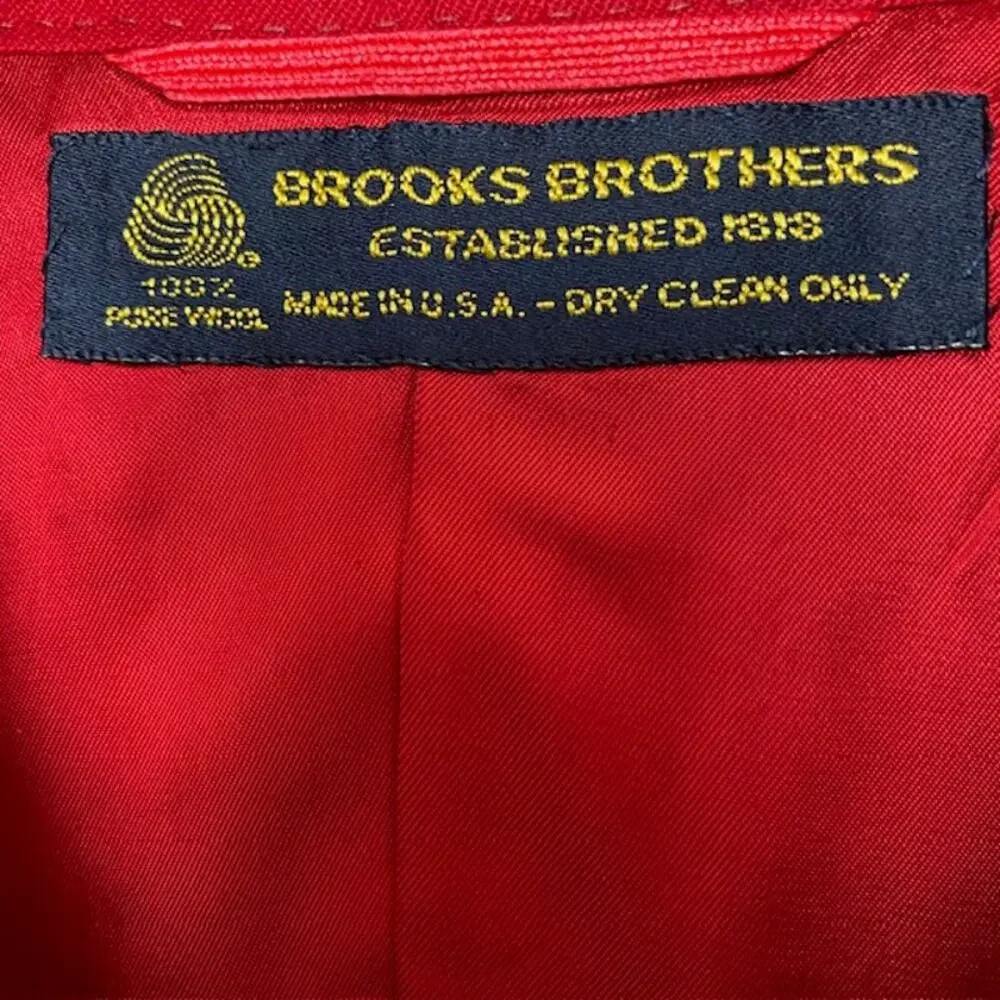 BROOKS BROTHERS
ESTABLISHED 1818
MADE IN U.S.A. - DRY CLEAN ONLY
100%
PURE WOOL